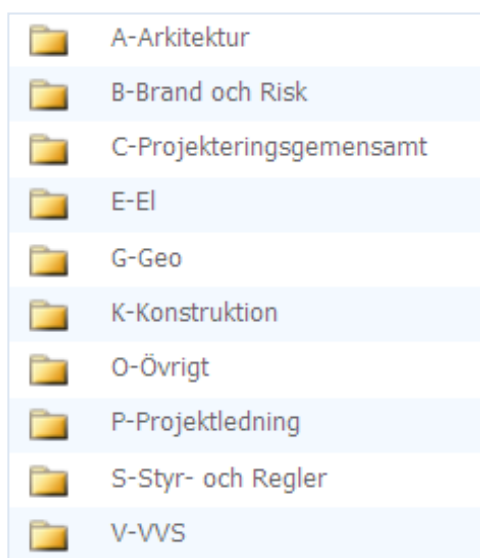 A-Arkitektur
B-Brand och Risk
C-Projekteringsgemensamt
E-El
G-Geo
K-Konstruktion
O-Övrigt
P-Projektledning
S-Styr- och Regler
V-VVS